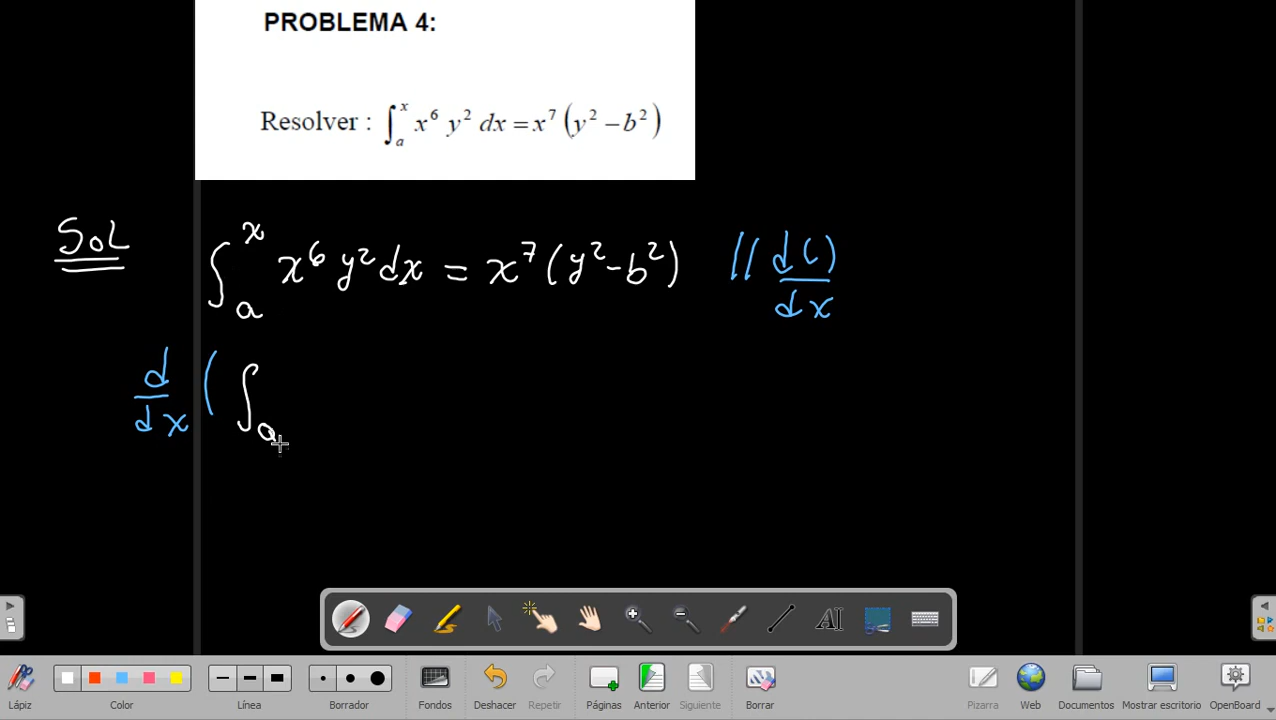 PROBLEMA 4:
Resolver : ∫ₐˣ x⁶ y² dx = x⁷ (y² − b²)
SOL
∫ₐˣ x⁶ y² dx = x⁷ (y² - b²) // d()/dx
d/dx ( ∫ₐ
Lápiz
Color
Línea
Borrador
Fondos
Deshacer
Repetir
Páginas
Anterior
Siguiente
Borrar
Pizarra
Web
Documentos
Mostrar escritorio
OpenBoard